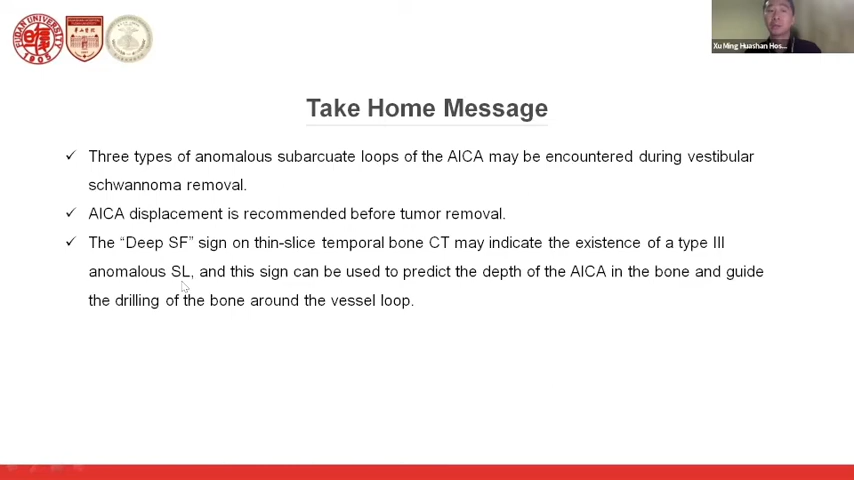 FUDAN UNIVERSITY
1905
Xu Ming Huashan Hos...
Take Home Message
✓ Three types of anomalous subarcuate loops of the AICA may be encountered during vestibular
schwannoma removal.
✓ AICA displacement is recommended before tumor removal.
✓ The “Deep SF” sign on thin-slice temporal bone CT may indicate the existence of a type III
anomalous SL, and this sign can be used to predict the depth of the AICA in the bone and guide
the drilling of the bone around the vessel loop.